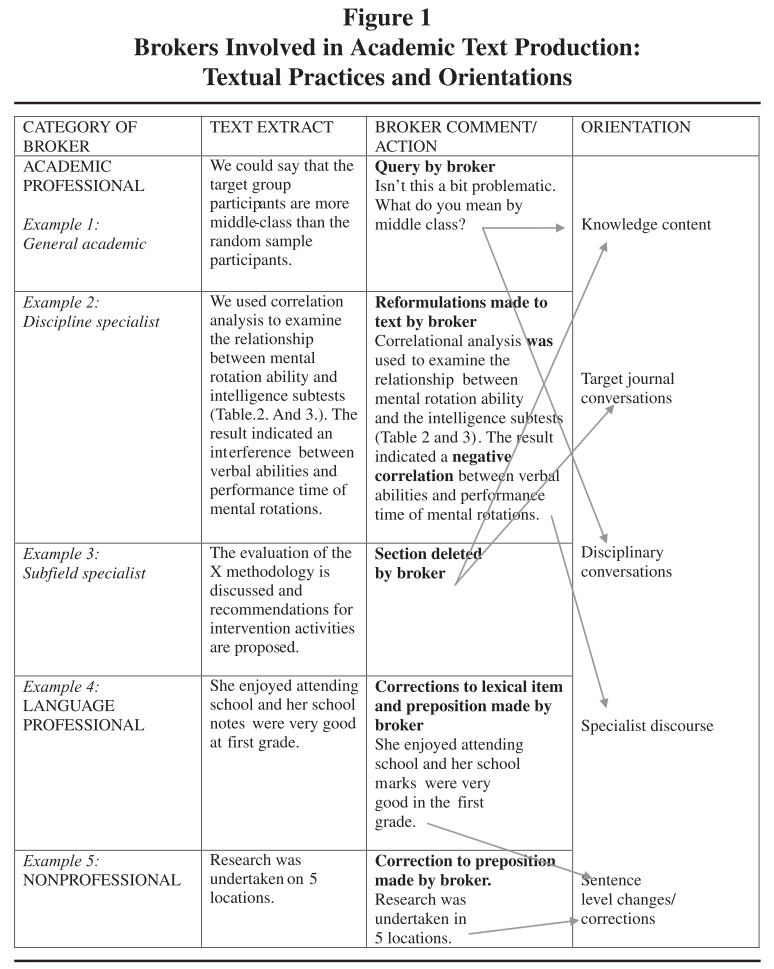 Figure 1
Brokers Involved in Academic Text Production:
Textual Practices and Orientations
CATEGORY OF
BROKER
TEXT EXTRACT
BROKER COMMENT/
ACTION
ORIENTATION
ACADEMIC
PROFESSIONAL
Example 1:
General academic
We could say that the
target group
participants are more
middle-class than the
random sample
participants.
Query by broker
Isn't this a bit problematic.
What do you mean by
middle class?
Knowledge content
Example 2:
Discipline specialist
We used correlation
analysis to examine
the relationship
between mental
rotation ability and
intelligence subtests
(Table.2. And 3.). The
result indicated an
interference between
verbal abilities and
performance time of
mental rotations.
Reformulations made to
text by broker
Correlational analysis was
used to examine the
relationship between
mental rotation ability
and the intelligence subtests
(Table 2 and 3). The result
indicated a negative
correlation between verbal
abilities and performance
time of mental rotations.
Target journal
conversations
Example 3:
Subfield specialist
The evaluation of the
X methodology is
discussed and
recommendations for
intervention activities
are proposed.
Section deleted
by broker
Disciplinary
conversations
Example 4:
LANGUAGE
PROFESSIONAL
She enjoyed attending
school and her school
notes were very good
at first grade.
Corrections to lexical item
and preposition made by
broker
She enjoyed attending
school and her school
marks were very
good in the first
grade.
Specialist discourse
Example 5:
NONPROFESSIONAL
Research was
undertaken on 5
locations.
Correction to preposition
made by broker.
Research was
undertaken in
5 locations.
Sentence
level changes/
corrections